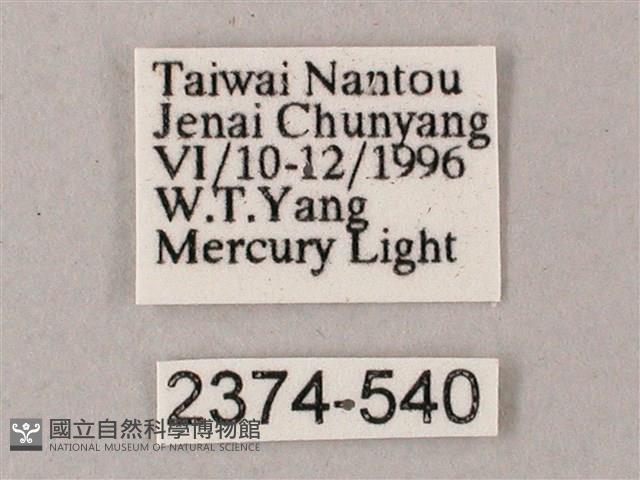 Taiwai Nantou
Jenai Chunyang
VI/10-12/1996
W.T.Yang
Mercury Light
2374-540
國立自然科學博物館
NATIONAL MUSEUM OF NATURAL SCIENCE